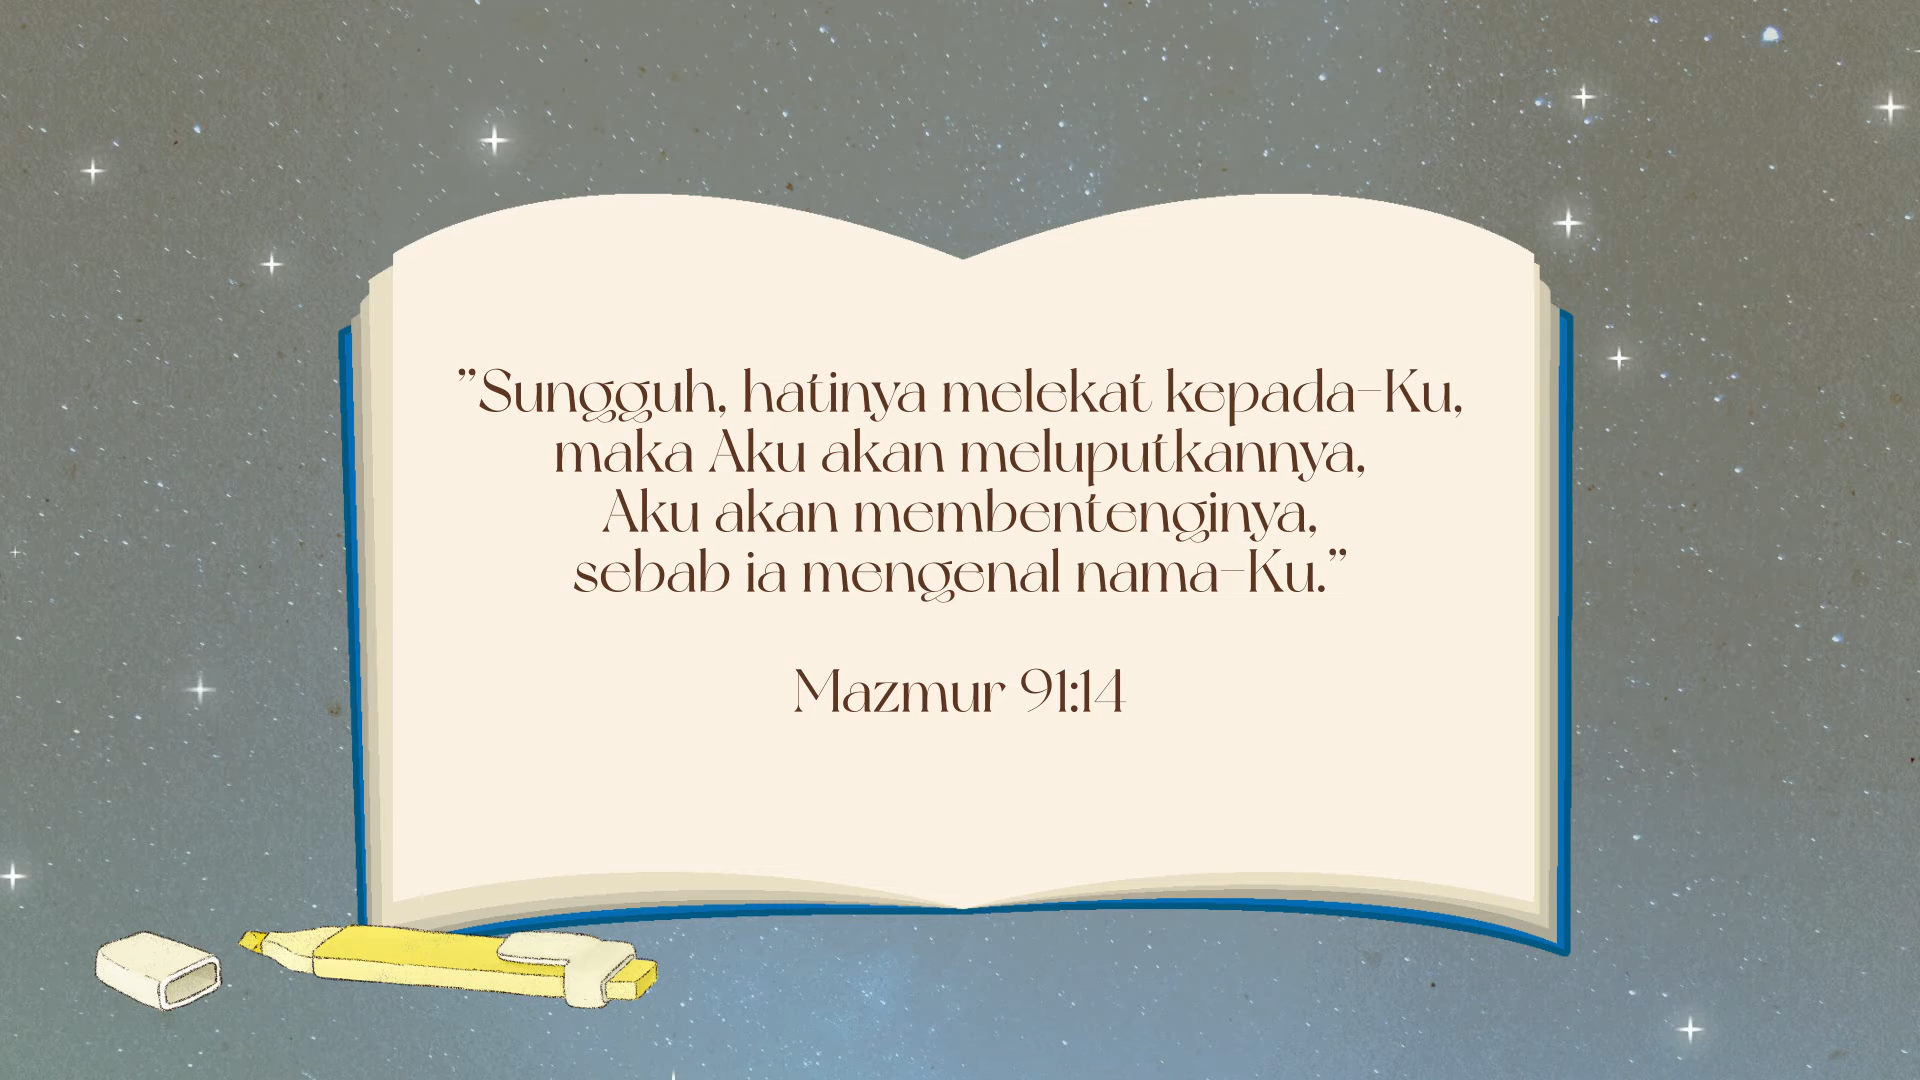 ”Sungguh, hatinya melekat kepada-Ku,
maka Aku akan meluputkannya,
Aku akan membentenginya,
sebab ia mengenal nama-Ku.”
Mazmur 91:14